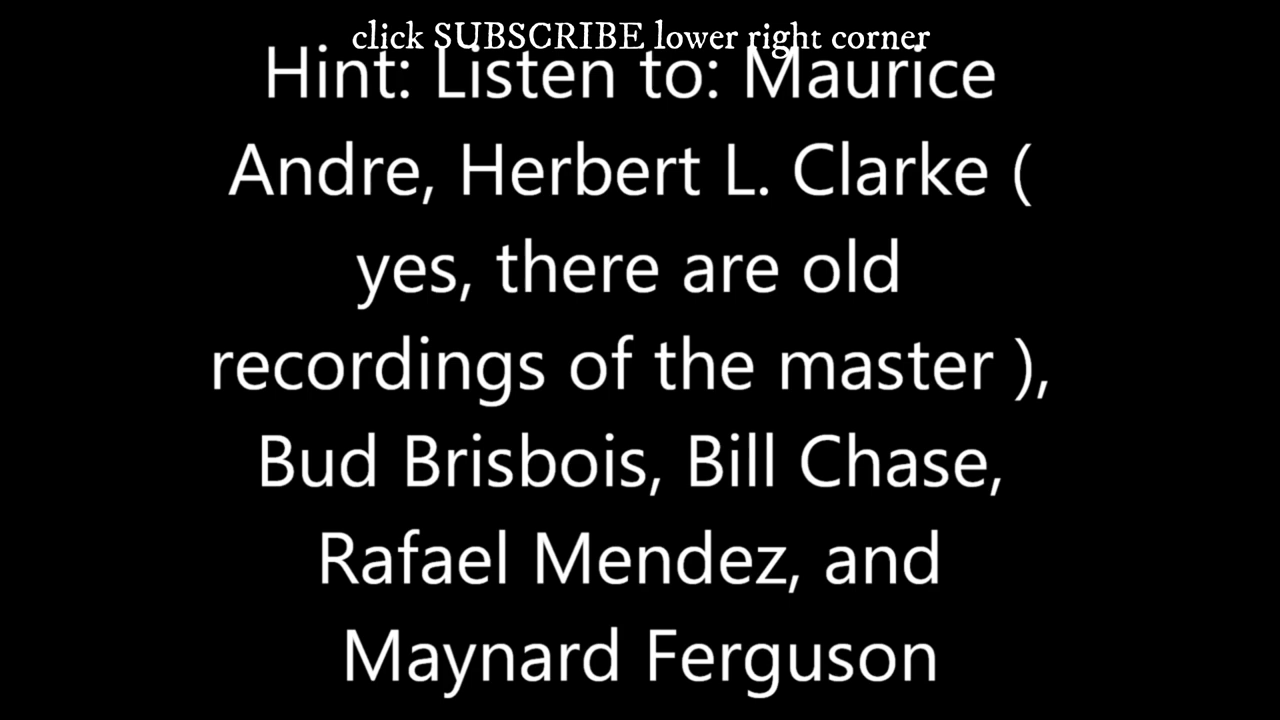 click SUBSCRIBE lower right corner
Hint: Listen to: Maurice
Andre, Herbert L. Clarke (
yes, there are old
recordings of the master ),
Bud Brisbois, Bill Chase,
Rafael Mendez, and
Maynard Ferguson